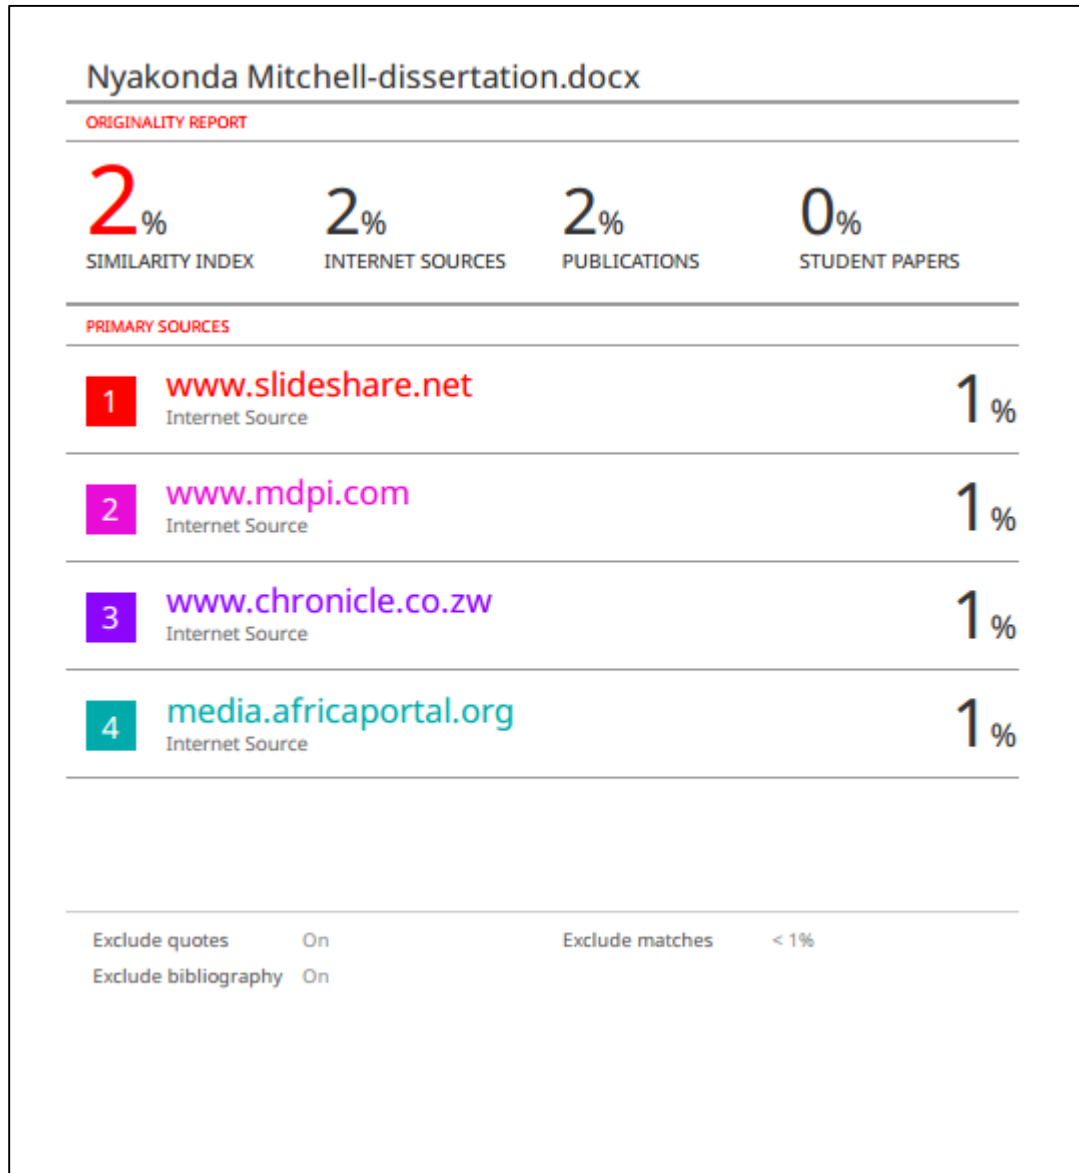 Nyakonda Mitchell-dissertation.docx
ORIGINALITY REPORT
2% 2% 2% 0%
SIMILARITY INDEX INTERNET SOURCES PUBLICATIONS STUDENT PAPERS
PRIMARY SOURCES
1 www.slideshare.net 1%
Internet Source
2 www.mdpi.com 1%
Internet Source
3 www.chronicle.co.zw 1%
Internet Source
4 media.africaportal.org 1%
Internet Source
Exclude quotes On Exclude matches < 1%
Exclude bibliography On